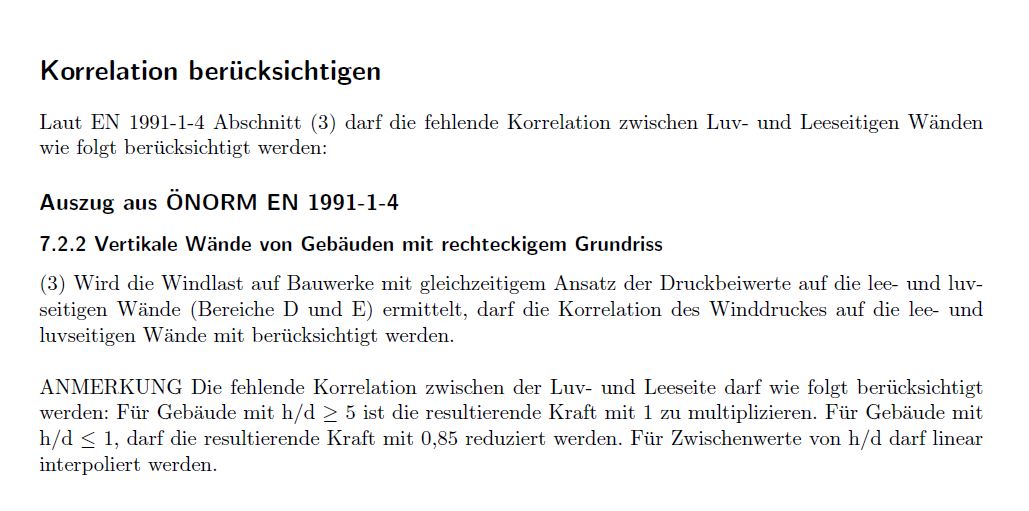 Korrelation berücksichtigen
Laut EN 1991-1-4 Abschnitt (3) darf die fehlende Korrelation zwischen Luv- und Leeseitigen Wänden
wie folgt berücksichtigt werden:
Auszug aus ÖNORM EN 1991-1-4
7.2.2 Vertikale Wände von Gebäuden mit rechteckigem Grundriss
(3) Wird die Windlast auf Bauwerke mit gleichzeitigem Ansatz der Druckbeiwerte auf die lee- und luv-
seitigen Wände (Bereiche D und E) ermittelt, darf die Korrelation des Winddruckes auf die lee- und
luvseitigen Wände mit berücksichtigt werden.
ANMERKUNG Die fehlende Korrelation zwischen der Luv- und Leeseite darf wie folgt berücksichtigt
werden: Für Gebäude mit h/d ≥ 5 ist die resultierende Kraft mit 1 zu multiplizieren. Für Gebäude mit
h/d ≤ 1, darf die resultierende Kraft mit 0,85 reduziert werden. Für Zwischenwerte von h/d darf linear
interpoliert werden.